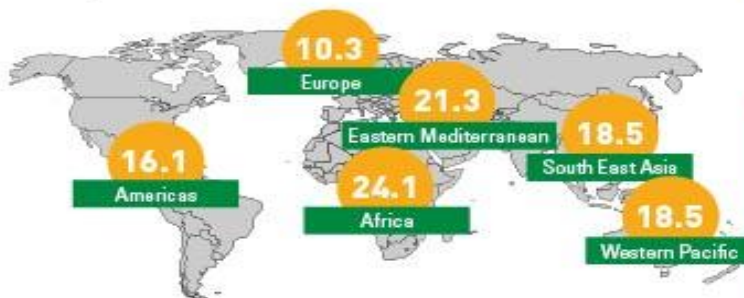 10.3
Europe
21.3
Eastern Mediterranean
18.5
South East Asia
16.1
Americas
24.1
Africa
18.5
Western Pacific